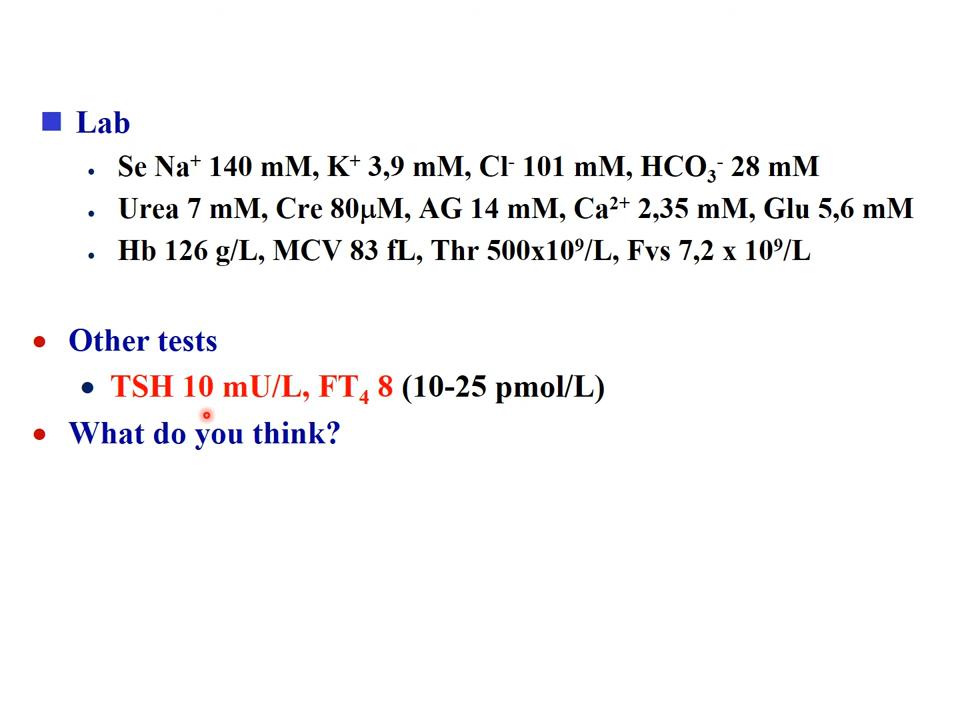 Lab
Se Na⁺ 140 mM, K⁺ 3,9 mM, Cl⁻ 101 mM, HCO₃⁻ 28 mM
Urea 7 mM, Cre 80μM, AG 14 mM, Ca²⁺ 2,35 mM, Glu 5,6 mM
Hb 126 g/L, MCV 83 fL, Thr 500x10⁹/L, Fvs 7,2 x 10⁹/L
Other tests
TSH 10 mU/L, FT₄ 8 (10-25 pmol/L)
What do you think?